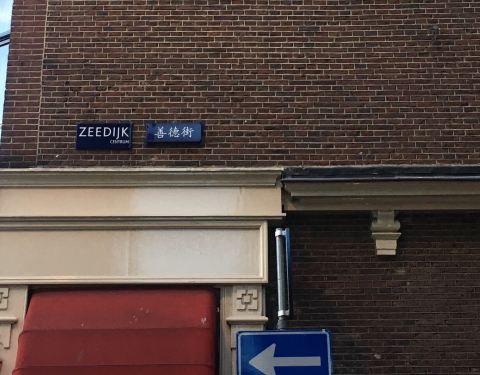 ZEEDIJK
CENTRUM
善德街